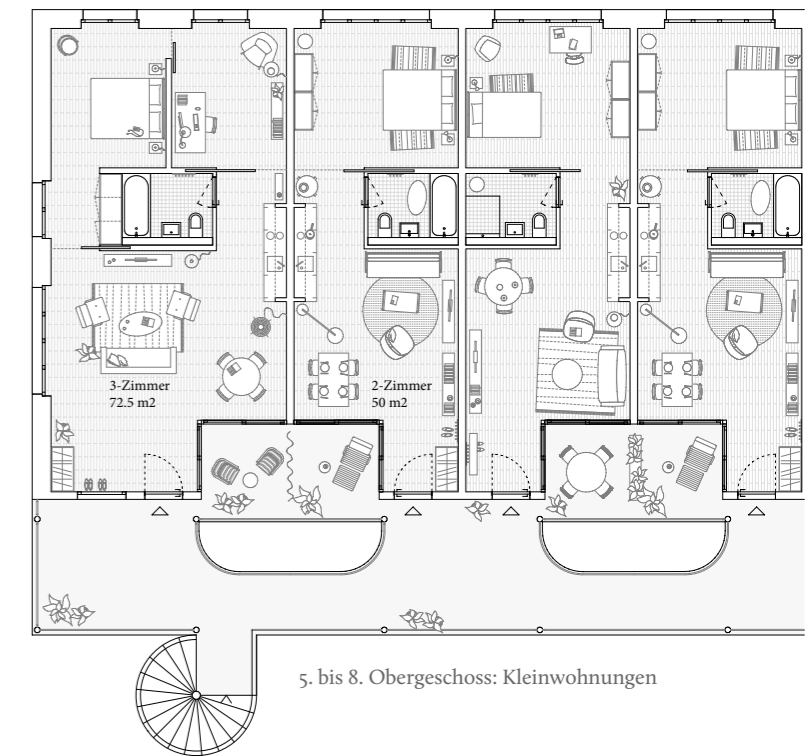 3-Zimmer
72.5 m2
2-Zimmer
50 m2
5. bis 8. Obergeschoss: Kleinwohnungen